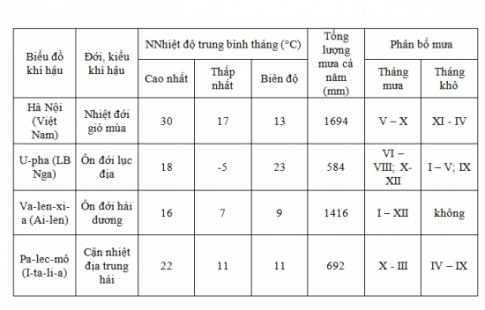 Biểu đồ khí hậu | Đới, kiểu khí hậu | NNhiệt độ trung bình tháng (°C) | Tổng lượng mưa cả năm (mm) | Phân bố mưa
Cao nhất | Thấp nhất | Biên độ | Tháng mưa | Tháng khô
Hà Nội (Việt Nam) | Nhiệt đới gió mùa | 30 | 17 | 13 | 1694 | V – X | XI - IV
U-pha (LB Nga) | Ôn đới lục địa | 18 | -5 | 23 | 584 | VI – VIII; X- XII | I – V; IX
Va-len-xi-a (Ai-len) | Ôn đới hải dương | 16 | 7 | 9 | 1416 | I – XII | không
Pa-lec-mô (I-ta-li-a) | Cận nhiệt địa trung hải | 22 | 11 | 11 | 692 | X - III | IV – IX